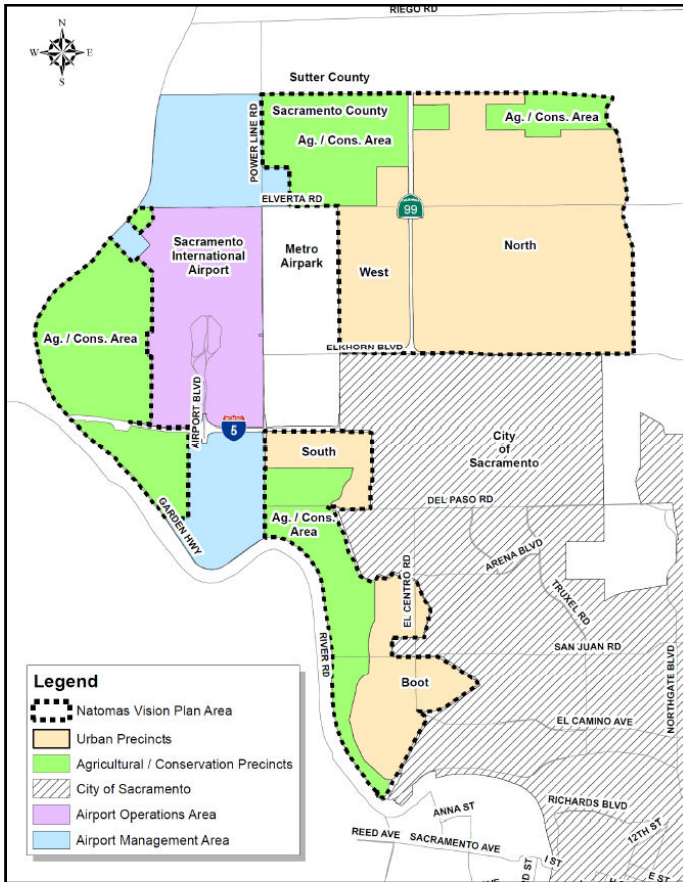 RIEGO RD
N
W E
S
Sutter County
POWER LINE RD
Sacramento County
Ag. / Cons. Area
Ag. / Cons. Area
ELVERTA RD
99
Sacramento
International
Airport
Metro
Airpark
West
North
Ag. / Cons. Area
ELKHORN BLVD
AIRPORT BLVD
5
South
City
of
Sacramento
DEL PASO RD
GARDEN HWY
Ag. / Cons.
Area
ARENA BLVD
EL CENTRO RD
TRUXEL RD
RIVER RD
SAN JUAN RD
NORTHGATE BLVD
Boot
EL CAMINO AVE
Legend
Natomas Vision Plan Area
Urban Precincts
Agricultural / Conservation Precincts
City of Sacramento
Airport Operations Area
Airport Management Area
RICHARDS BLVD
ANNA ST
12TH ST
REED AVE
SACRAMENTO AVE
I ST
E ST